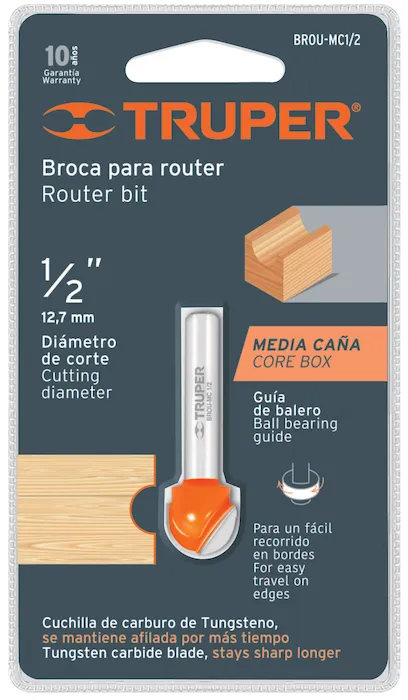 BROU-MC1/2
10 años
Garantía
Warranty
TRUPER®
Broca para router
Router bit
1/2"
12,7 mm
Diámetro
de corte
Cutting
diameter
MEDIA CAÑA
CORE BOX
Guía
de balero
Ball bearing
guide
TRUPER
BROU-MC 1/2
Para un fácil
recorrido
en bordes
For easy
travel on
edges
Cuchilla de carburo de Tungsteno,
se mantiene afilada por más tiempo
Tungsten carbide blade, stays sharp longer